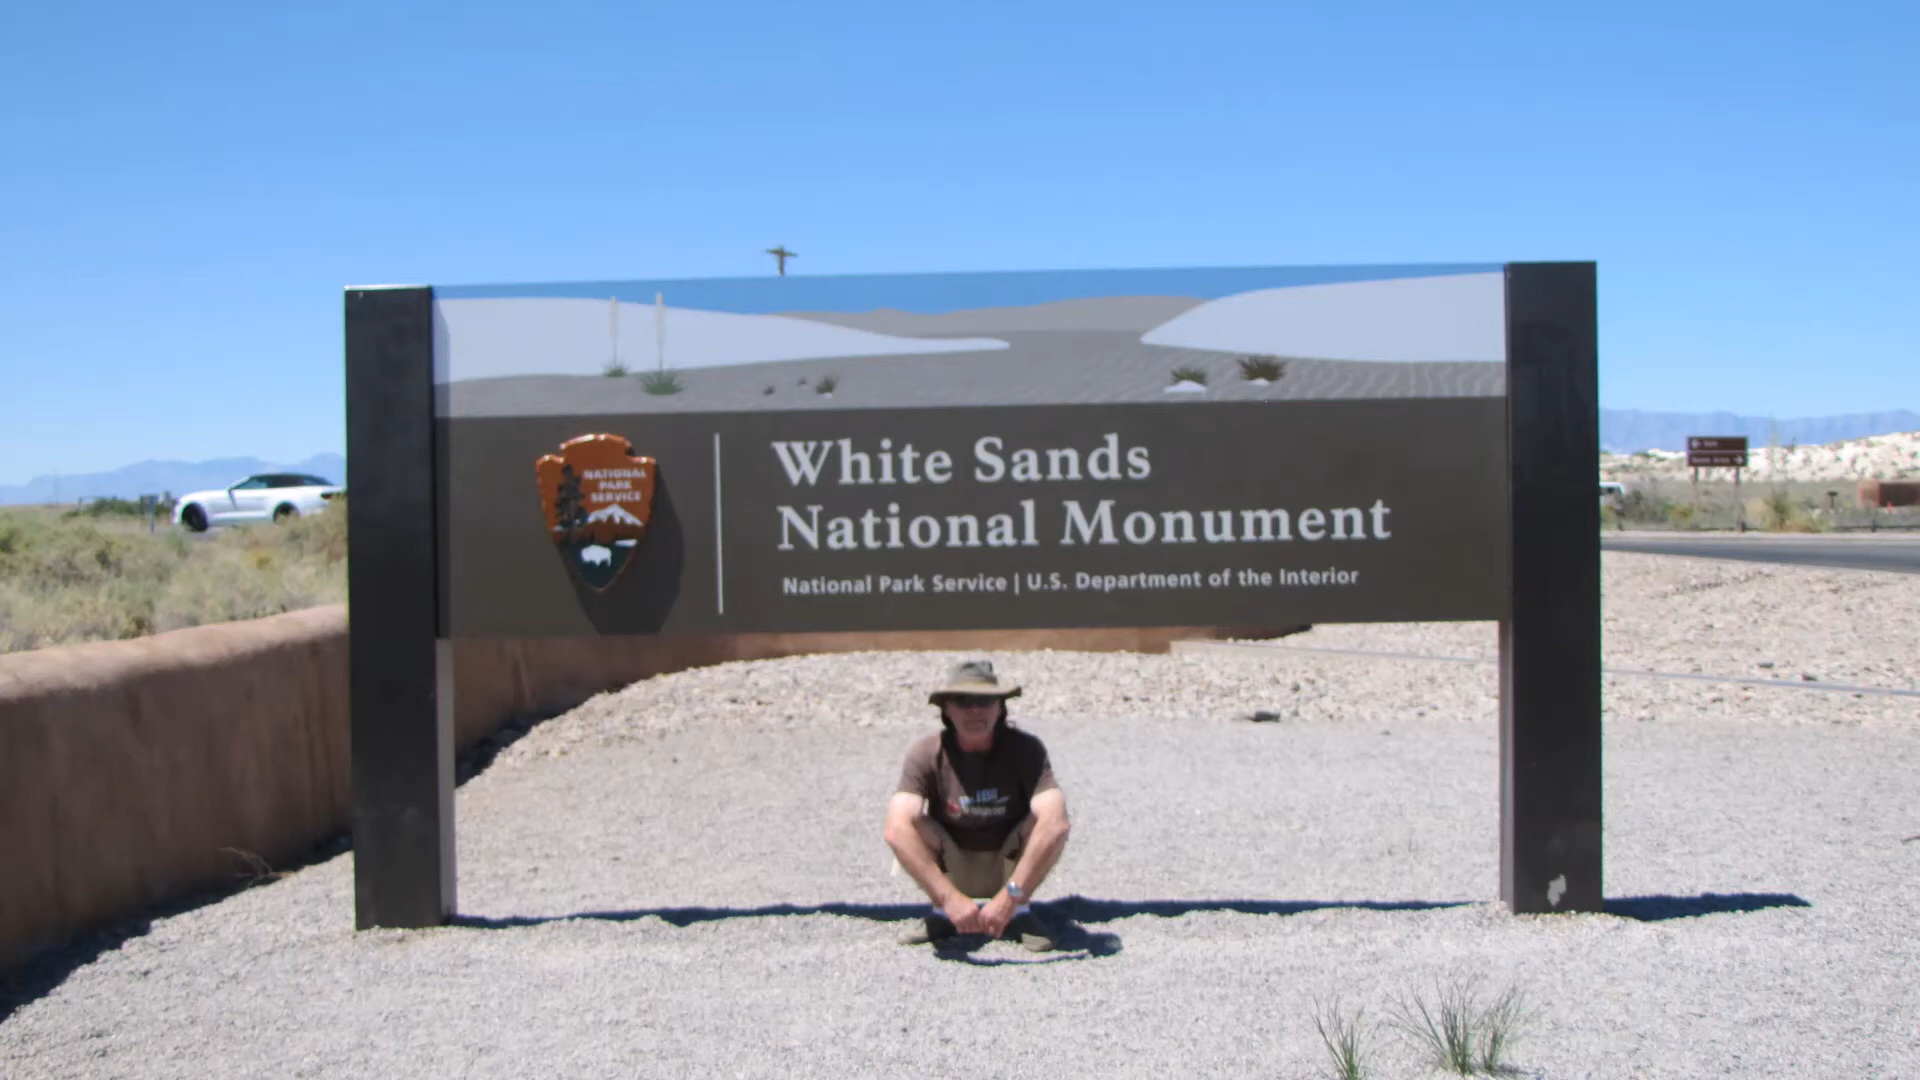 NATIONAL
PARK
SERVICE
White Sands
National Monument
National Park Service | U.S. Department of the Interior